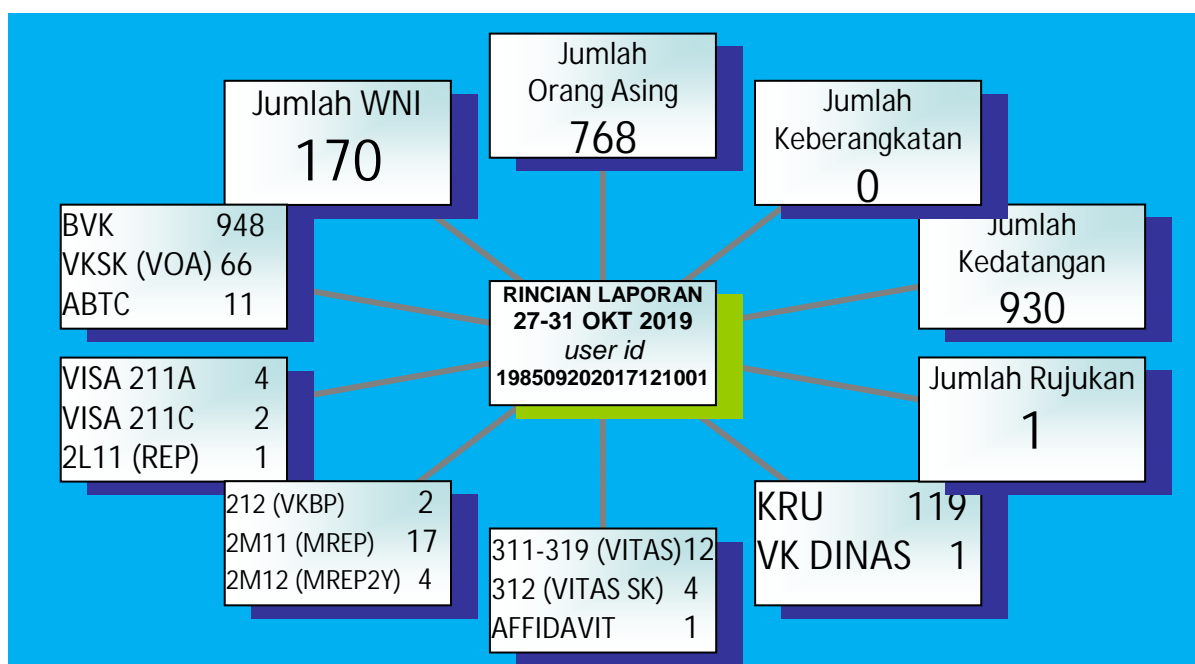 Jumlah
Orang Asing
768
Jumlah WNI
170
Jumlah
Keberangkatan
0
BVK 948
VKSK (VOA) 66
ABTC 11
Jumlah
Kedatangan
930
RINCIAN LAPORAN
27-31 OKT 2019
user id
198509202017121001
VISA 211A 4
VISA 211C 2
2L11 (REP) 1
Jumlah Rujukan
1
212 (VKBP) 2
2M11 (MREP) 17
2M12 (MREP2Y) 4
311-319 (VITAS)12
312 (VITAS SK) 4
AFFIDAVIT 1
KRU 119
VK DINAS 1